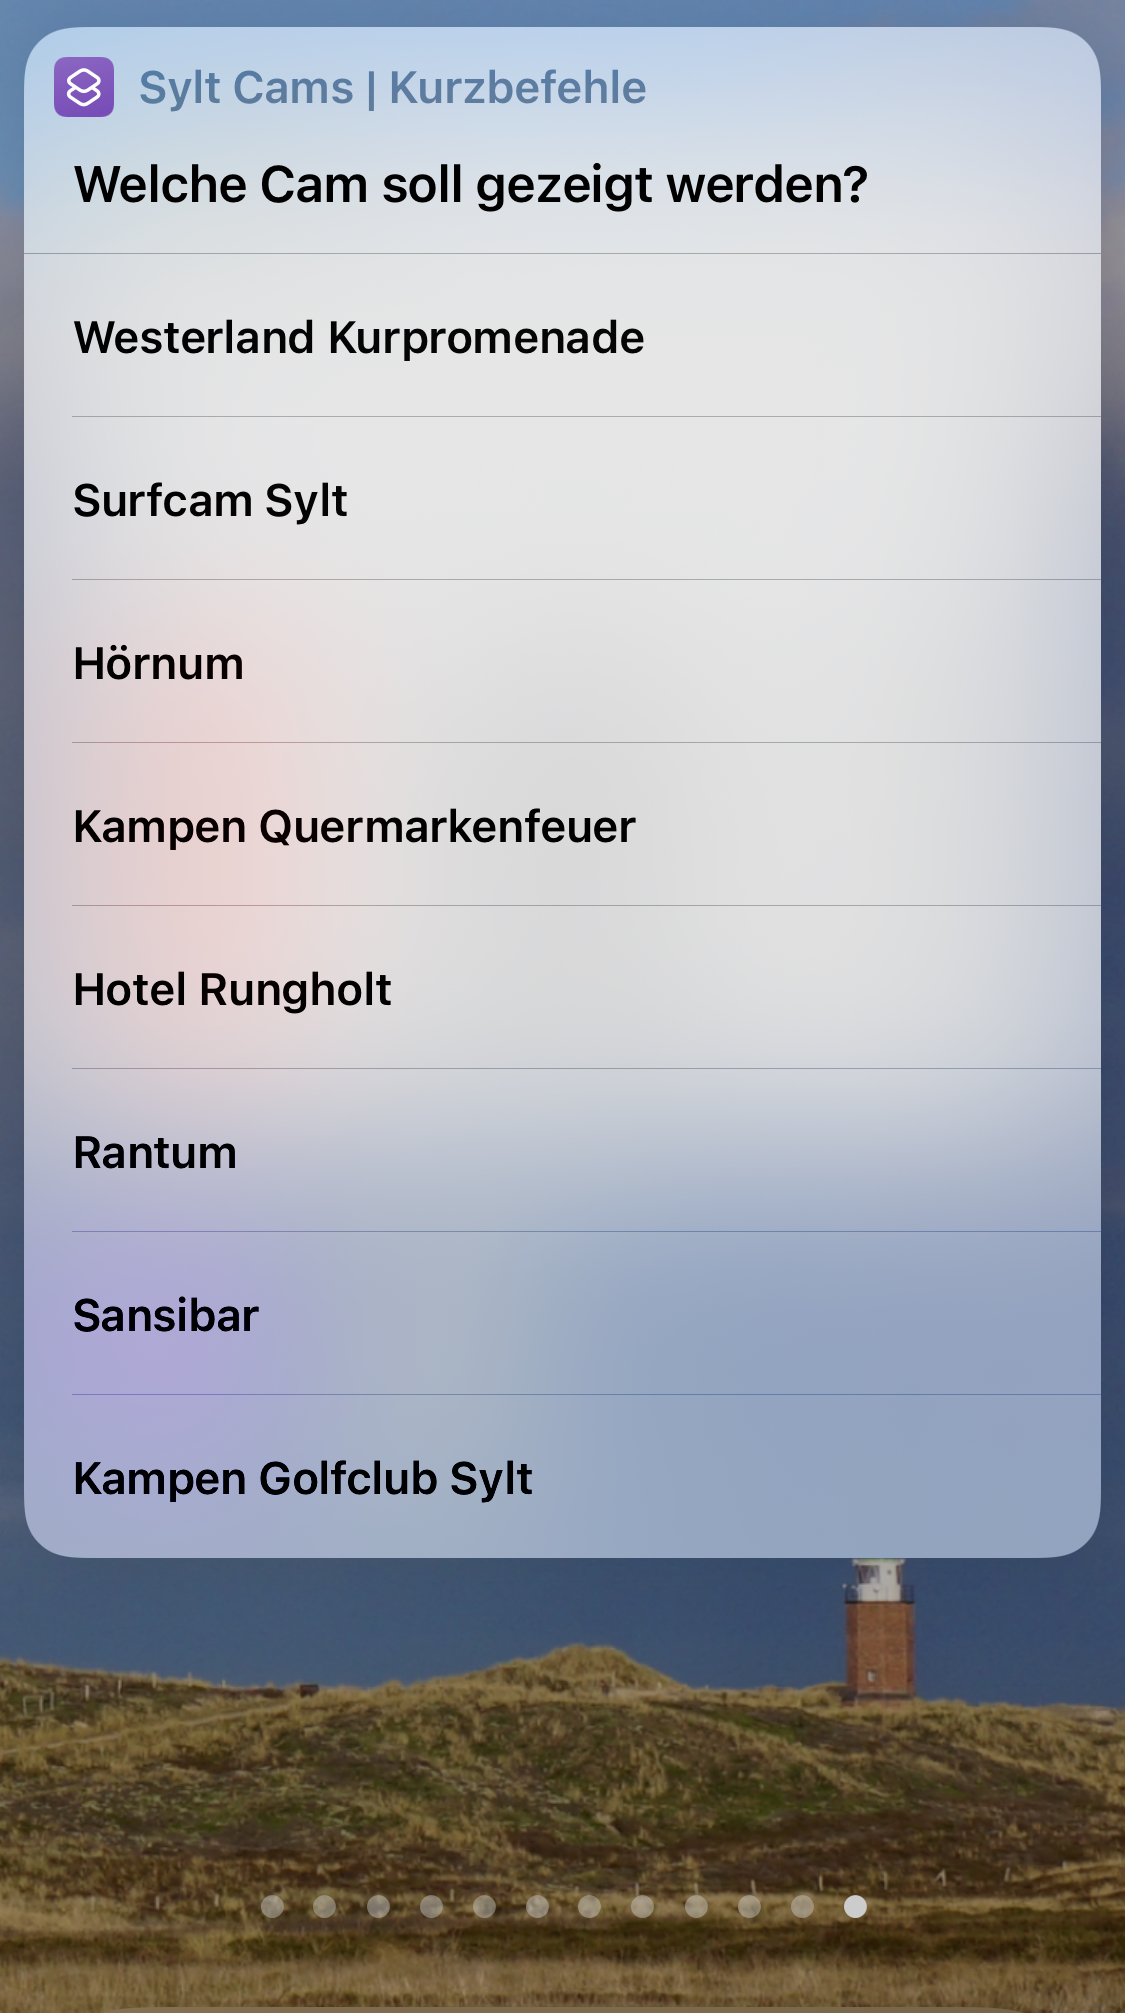 Sylt Cams | Kurzbefehle
Welche Cam soll gezeigt werden?
Westerland Kurpromenade
Surfcam Sylt
Hörnum
Kampen Quermarkenfeuer
Hotel Rungholt
Rantum
Sansibar
Kampen Golfclub Sylt